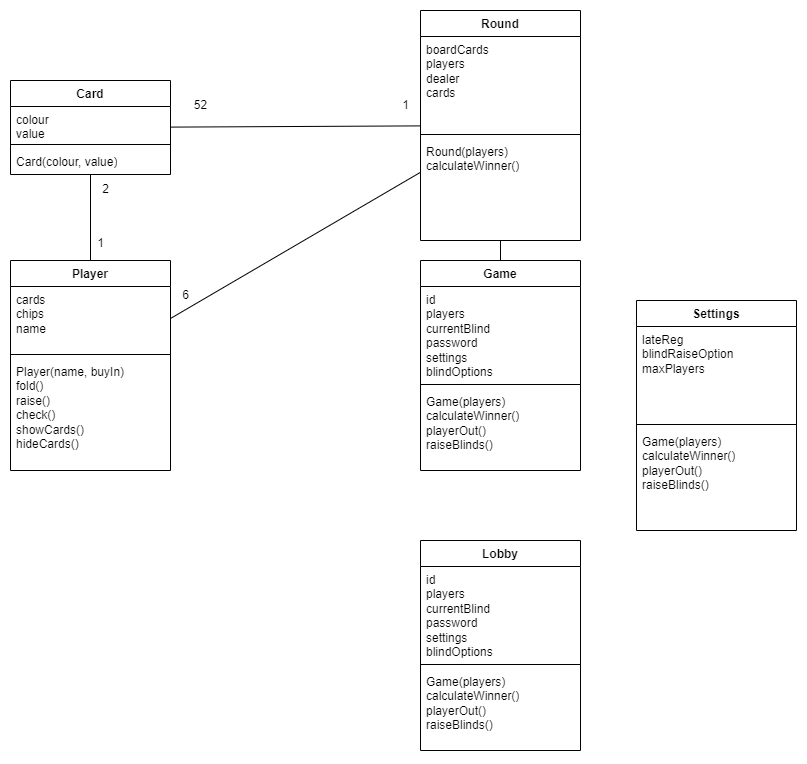 Round
boardCards
players
dealer
cards
Round(players)
calculateWinner()
Card
colour
value
Card(colour, value)
52
1
2
1
6
Player
cards
chips
name
Player(name, buyIn)
fold()
raise()
check()
showCards()
hideCards()
Game
id
players
currentBlind
password
settings
blindOptions
Game(players)
calculateWinner()
playerOut()
raiseBlinds()
Settings
lateReg
blindRaiseOption
maxPlayers
Game(players)
calculateWinner()
playerOut()
raiseBlinds()
Lobby
id
players
currentBlind
password
settings
blindOptions
Game(players)
calculateWinner()
playerOut()
raiseBlinds()